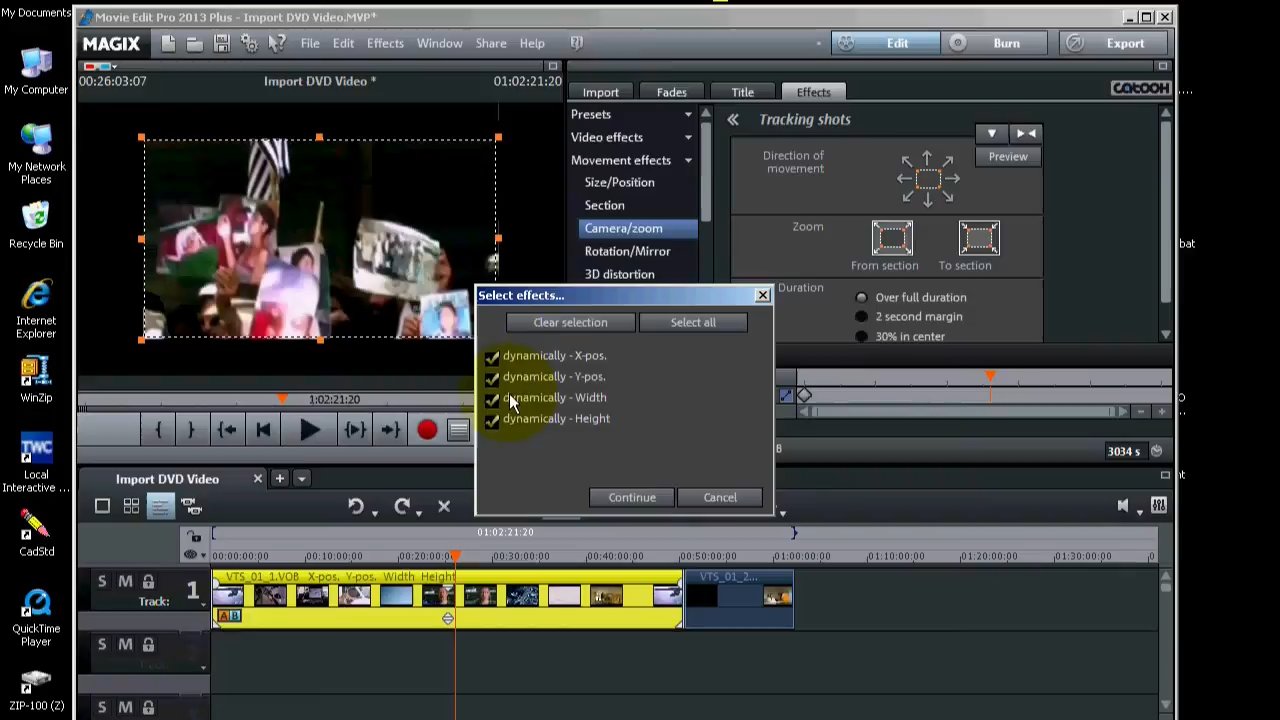 My Documents
My Computer
My Network
Places
Recycle Bin
Internet
Explorer
WinZip
Local
Interactive ...
CadStd
QuickTime
Player
ZIP-100 (Z)
Movie Edit Pro 2013 Plus - Import DVD Video.MVP*
MAGIX File Edit Effects Window Share Help Edit Burn Export
00:26:03:07 Import DVD Video * 01:02:21:20
Import Fades Title Effects catooh
Presets
Video effects
Movement effects
Size/Position
Section
Camera/zoom
Rotation/Mirror
3D distortion
Tracking shots
Direction of
movement
Preview
Zoom
From section To section
Duration
Over full duration
2 second margin
30% in center
Select effects...
Clear selection Select all
dynamically - X-pos.
dynamically - Y-pos.
dynamically - Width
dynamically - Height
Continue Cancel
1:02:21:20
3034 s
Import DVD Video
01:02:21:20
00:00:00:00 00:10:00:00 00:20:00:00 00:30:00:00 00:40:00:00 00:50:00:00 01:00:00:00 01:10:00:00 01:20:00:00 01:30:00:00
S M 1
Track:
VTS_01_1.VOB X-pos. Y-pos. Width Height
VTS_01_2...
A B
S M
S M
bat